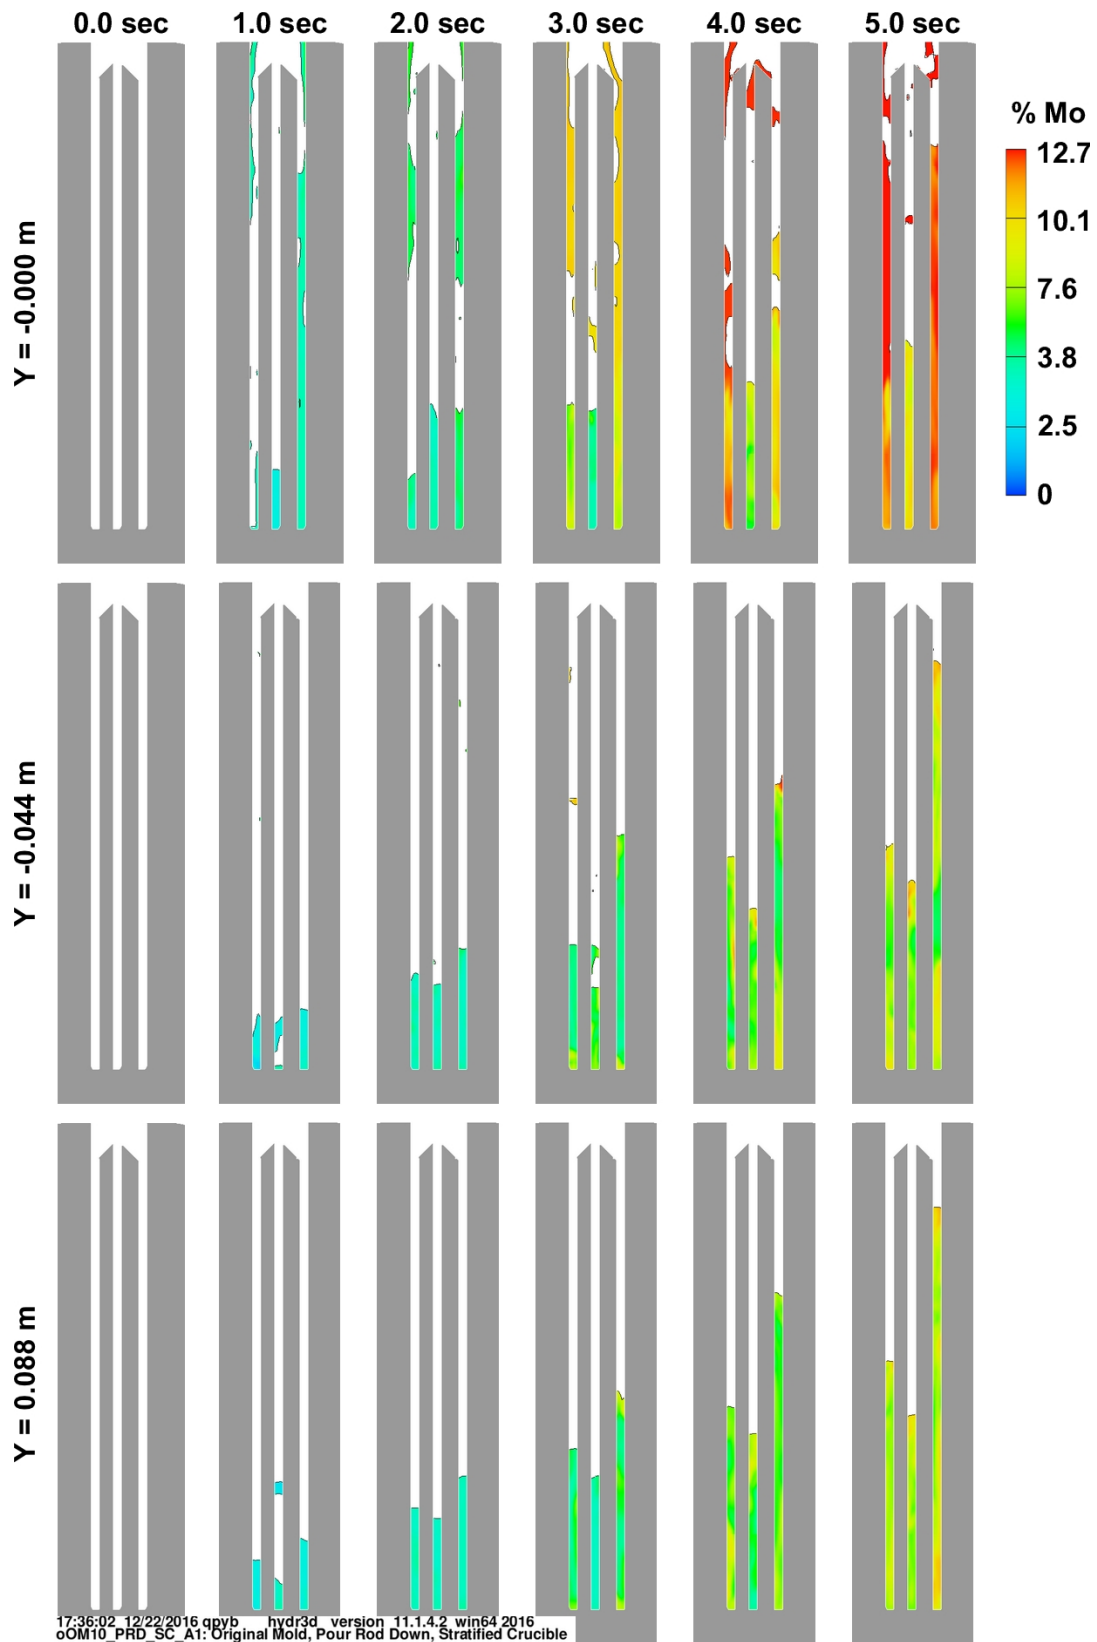 0.0 sec 1.0 sec 2.0 sec 3.0 sec 4.0 sec 5.0 sec
% Mo
12.7
10.1
7.6
3.8
2.5
0
Y = -0.000 m
Y = -0.044 m
Y = 0.088 m
17:36:02 12/22/2016 qpyb hydr3d version 11.1.4.2 win64 2016
oOM10_PRD_SC_A1: Original Mold, Pour Rod Down, Stratified Crucible